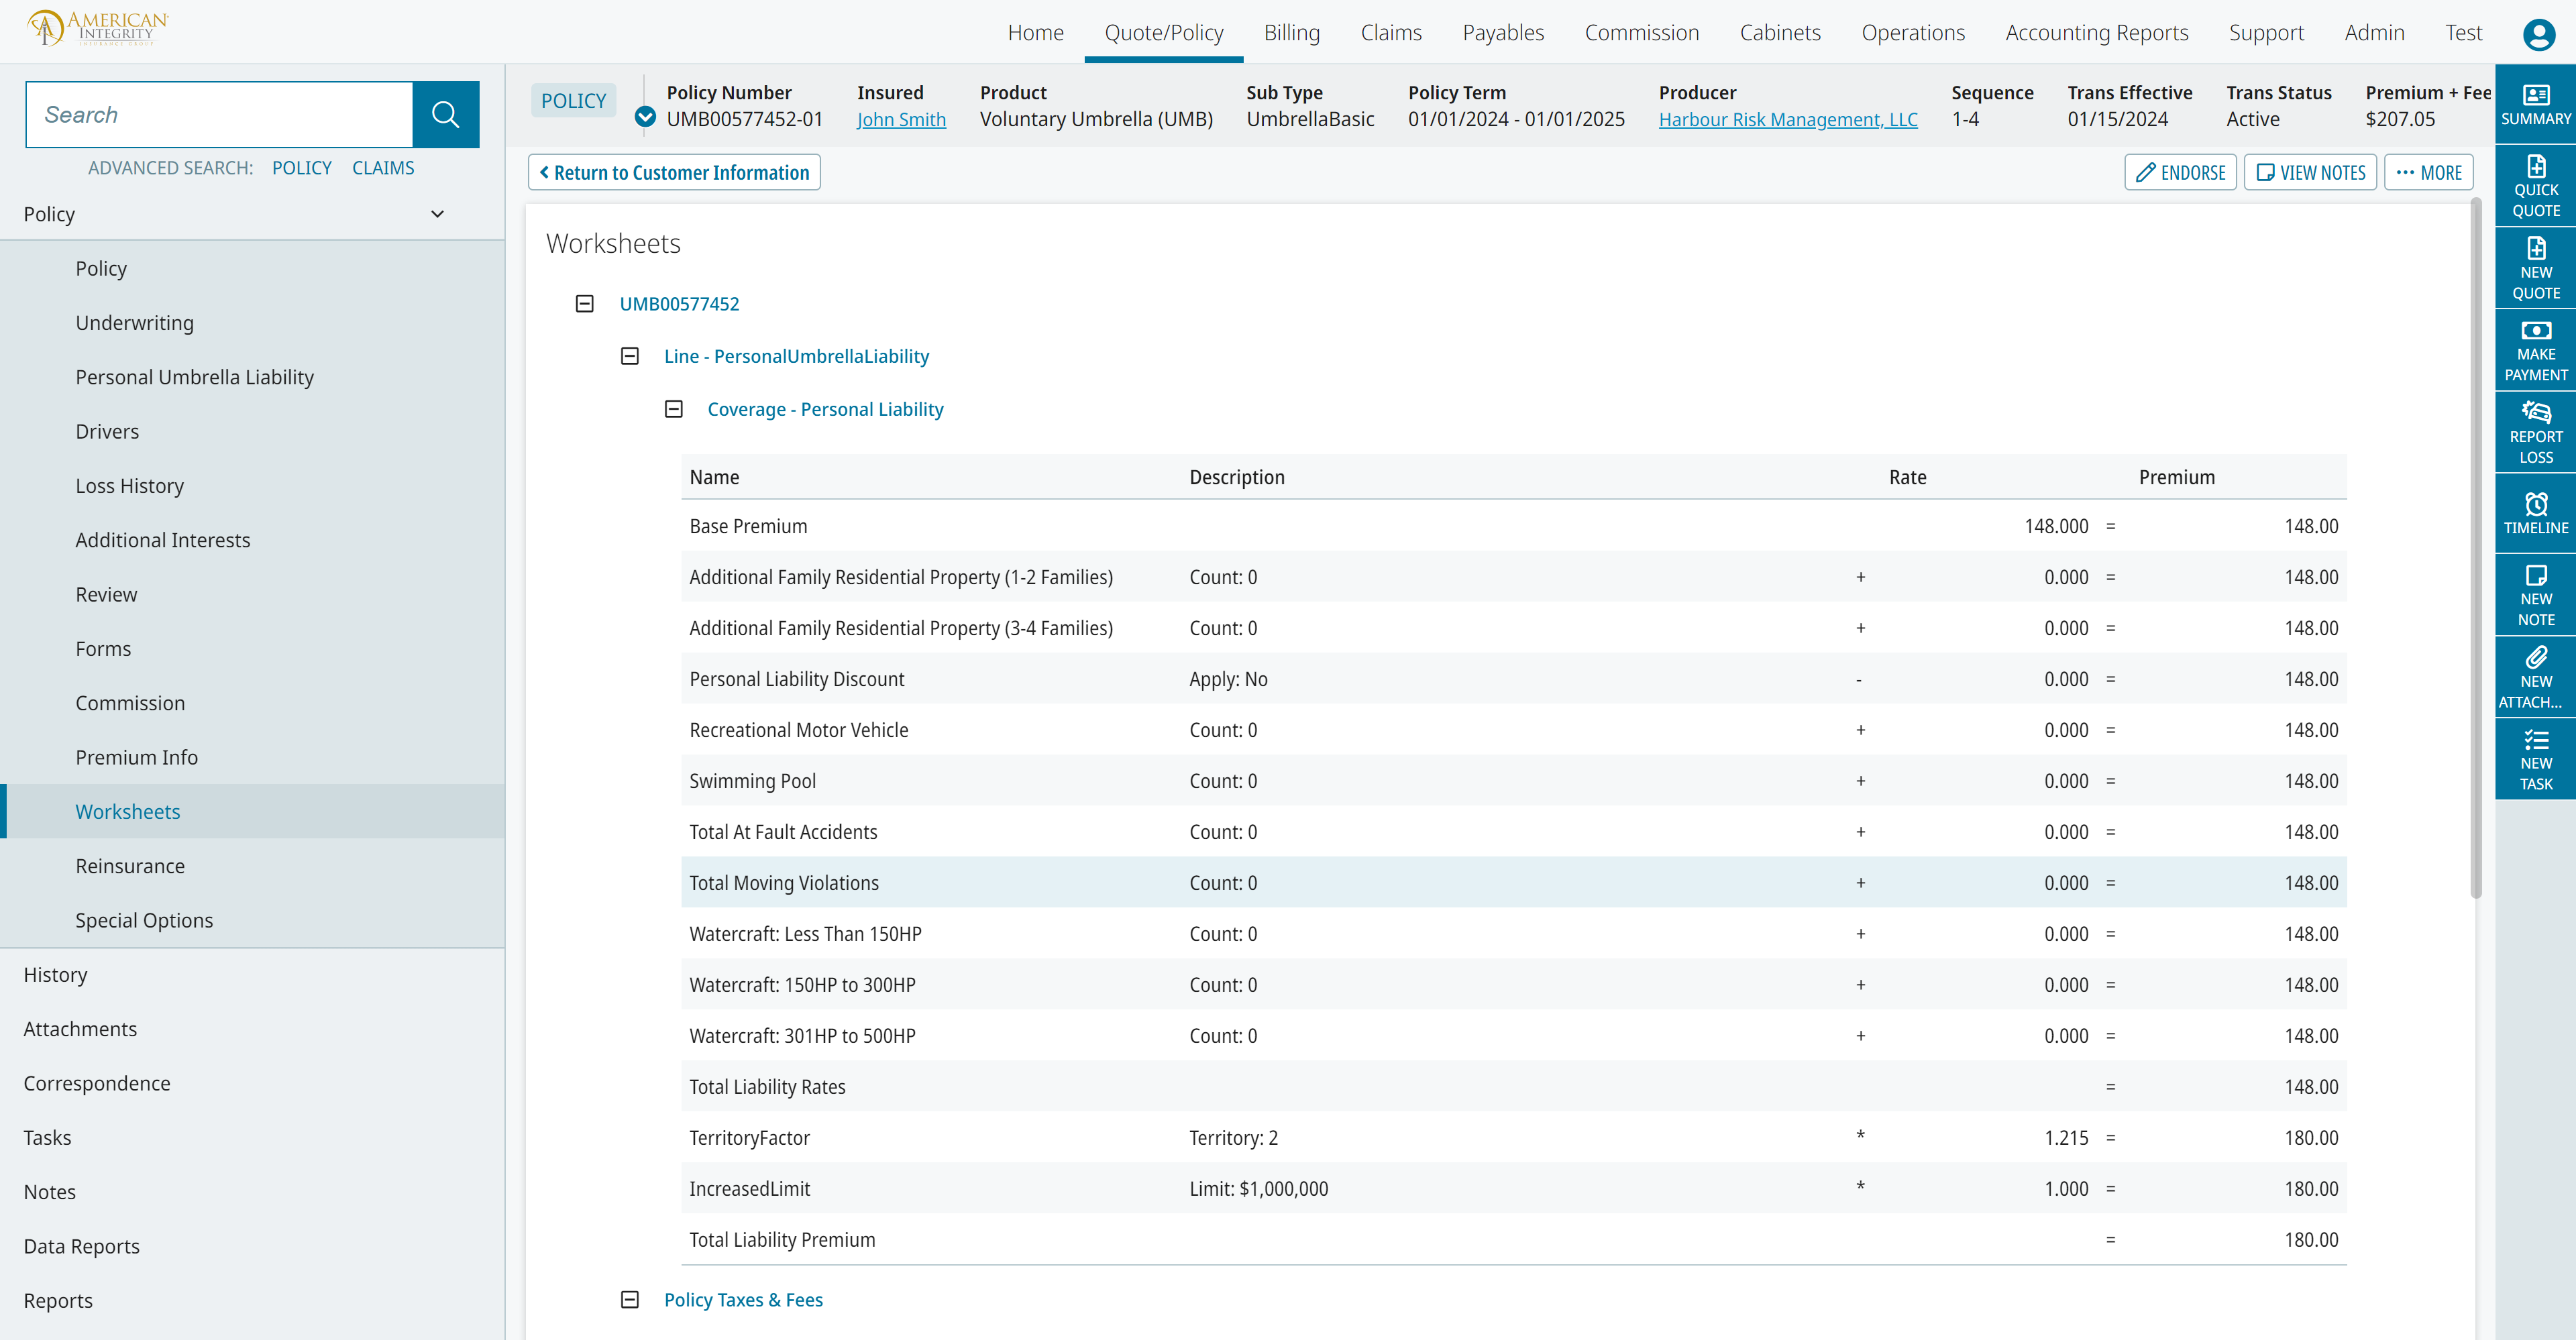 AMERICAN
INTEGRITY
INSURANCE GROUP
Home Quote/Policy Billing Claims Payables Commission Cabinets Operations Accounting Reports Support Admin Test
Search
ADVANCED SEARCH: POLICY CLAIMS
Policy
Policy
Underwriting
Personal Umbrella Liability
Drivers
Loss History
Additional Interests
Review
Forms
Commission
Premium Info
Worksheets
Reinsurance
Special Options
History
Attachments
Correspondence
Tasks
Notes
Data Reports
Reports
POLICY
Policy Number Insured Product Sub Type Policy Term Producer Sequence Trans Effective Trans Status Premium + Fee
UMB00577452-01 John Smith Voluntary Umbrella (UMB) UmbrellaBasic 01/01/2024 - 01/01/2025 Harbour Risk Management, LLC 1-4 01/15/2024 Active $207.05
Return to Customer Information
ENDORSE VIEW NOTES ••• MORE
Worksheets
UMB00577452
Line - PersonalUmbrellaLiability
Coverage - Personal Liability
Name Description Rate Premium
Base Premium 148.000 = 148.00
Additional Family Residential Property (1-2 Families) Count: 0 + 0.000 = 148.00
Additional Family Residential Property (3-4 Families) Count: 0 + 0.000 = 148.00
Personal Liability Discount Apply: No - 0.000 = 148.00
Recreational Motor Vehicle Count: 0 + 0.000 = 148.00
Swimming Pool Count: 0 + 0.000 = 148.00
Total At Fault Accidents Count: 0 + 0.000 = 148.00
Total Moving Violations Count: 0 + 0.000 = 148.00
Watercraft: Less Than 150HP Count: 0 + 0.000 = 148.00
Watercraft: 150HP to 300HP Count: 0 + 0.000 = 148.00
Watercraft: 301HP to 500HP Count: 0 + 0.000 = 148.00
Total Liability Rates = 148.00
TerritoryFactor Territory: 2 * 1.215 = 180.00
IncreasedLimit Limit: $1,000,000 * 1.000 = 180.00
Total Liability Premium = 180.00
Policy Taxes & Fees
SUMMARY
QUICK
QUOTE
NEW
QUOTE
MAKE
PAYMENT
REPORT
LOSS
TIMELINE
NEW
NOTE
NEW
ATTACH...
NEW
TASK